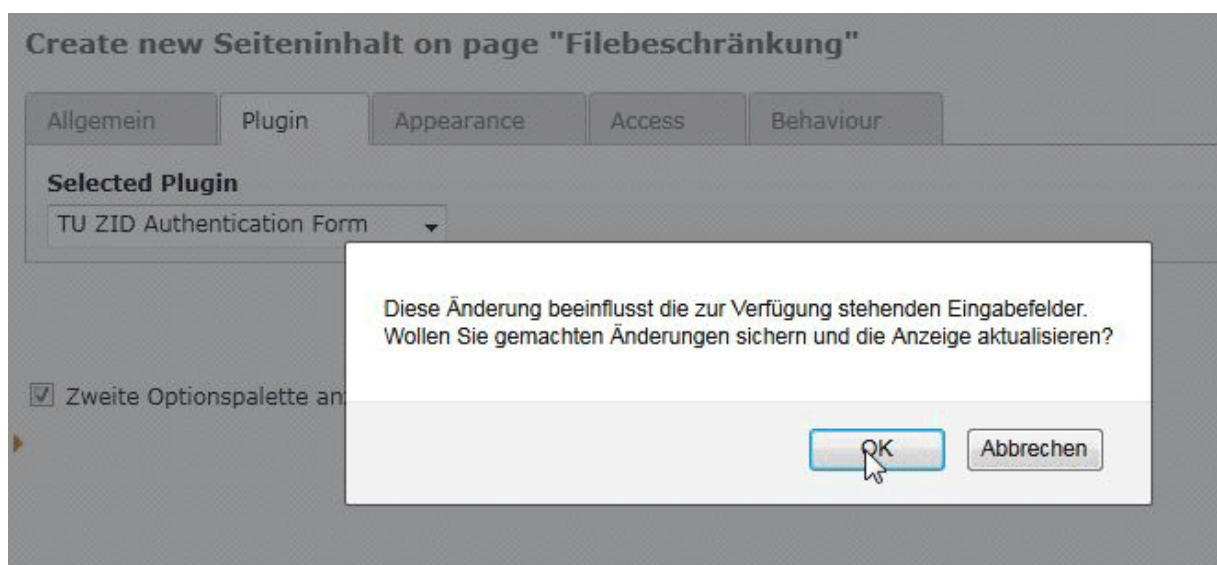 Create new Seiteninhalt on page "Filebeschränkung"
Allgemein Plugin Appearance Access Behaviour
Selected Plugin
TU ZID Authentication Form
Diese Änderung beeinflusst die zur Verfügung stehenden Eingabefelder.
Wollen Sie gemachten Änderungen sichern und die Anzeige aktualisieren?
Zweite Optionspalette an
OK Abbrechen